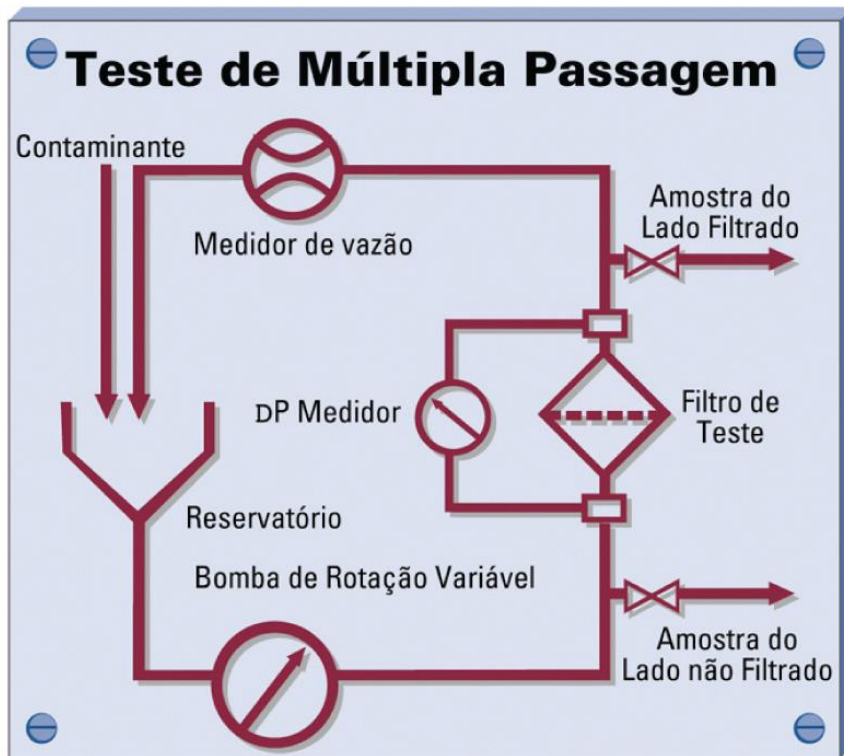 Teste de Múltipla Passagem
Contaminante
Medidor de vazão
Amostra do
Lado Filtrado
DP Medidor
Filtro de
Teste
Reservatório
Bomba de Rotação Variável
Amostra do
Lado não Filtrado